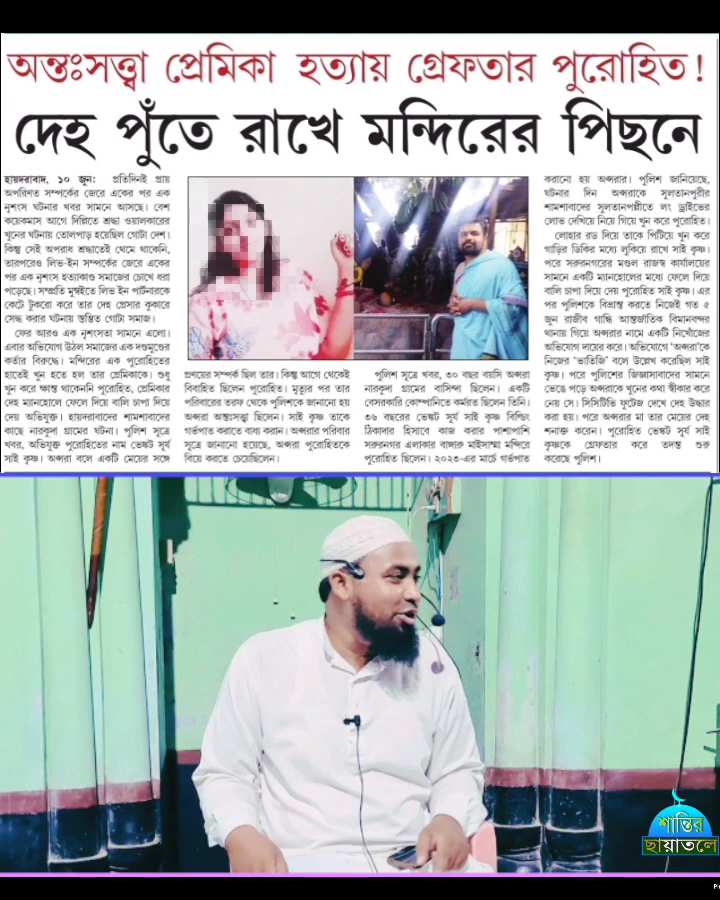 অন্তঃসত্ত্বা প্রেমিকা হত্যায় গ্রেফতার পুরোহিত!
দেহ পুঁতে রাখে মন্দিরের পিছনে
হায়দরাবাদ, ১০ জুন: প্রতিদিনই প্রায়
অপরিণত সম্পর্কের জেরে একের পর এক
নৃশংস ঘটনার খবর সামনে আসছে। বেশ
কয়েকমাস আগে দিল্লিতে শ্রদ্ধা ওয়ালকারের
খুনের ঘটনায় তোলপাড় হয়েছিল গোটা দেশ।
কিন্তু সেই অপরাধ শ্রদ্ধাতেই থেমে থাকেনি,
তারপরেও লিভ-ইন সম্পর্কের জেরে একের
পর এক নৃশংস হত্যাকাণ্ড সমাজের চোখে ধরা
পড়েছে। সম্প্রতি মুম্বইতে লিভ ইন পার্টনারকে
কেটে টুকরো করে তার দেহ প্রেসার কুকারে
সেদ্ধ করার ঘটনায় স্তম্ভিত গোটা সমাজ।
ফের আরও এক নৃশংসতা সামনে এলো।
এবার অভিযোগ উঠল সমাজের এক দণ্ডমুণ্ডের
কর্তার বিরুদ্ধে। মন্দিরের এক পুরোহিতের
হাতেই খুন হতে হল তার প্রেমিকাকে। শুধু
খুন করে ক্ষান্ত থাকেননি পুরোহিত, প্রেমিকার
দেহ ম্যানহোলে ফেলে দিয়ে বালি চাপা দিয়ে
দেয় অভিযুক্ত। হায়দরাবাদের শামশাবাদের
কাছে নারকুদা গ্রামের ঘটনা। পুলিশ সূত্রে
খবর, অভিযুক্ত পুরোহিতের নাম ভেঙ্কট সূর্য
সাই কৃষ্ণ। অপ্সরা বলে একটি মেয়ের সঙ্গে
প্রণয়ের সম্পর্ক ছিল তার। কিন্তু আগে থেকেই
বিবাহিত ছিলেন পুরোহিত। মৃত্যুর পর তার
পরিবারের তরফ থেকে পুলিশকে জানানো হয়
অপ্সরা অন্তঃসত্ত্বা ছিলেন। সাই কৃষ্ণ তাকে
গর্ভপাত করাতে বাধ্য করান। অপ্সরার পরিবার
সূত্রে জানানো হয়েছে, অপ্সরা পুরোহিতকে
বিয়ে করতে চেয়েছিলেন।
পুলিশ সূত্রে খবর, ৩০ বছর বয়সি অপ্সরা
নারকুদা গ্রামের বাসিন্দা ছিলেন। একটি
বেসরকারি কোম্পানিতে কর্মরত ছিলেন তিনি।
৩৬ বছরের ভেঙ্কট সূর্য সাই কৃষ্ণ বিল্ডিং
ঠিকাদার হিসাবে কাজ করার পাশাপাশি
সরুরনগর এলাকার বাঙ্গারু মাইসাম্মা মন্দিরে
পুরোহিত ছিলেন। ২০২৩-এর মার্চে গর্ভপাত
করানো হয় অপ্সরার। পুলিশ জানিয়েছে,
ঘটনার দিন অপ্সরাকে সুলতানপুরীর
শামশাবাদের সুলতানপল্লীতে লং ড্রাইভের
লোভ দেখিয়ে নিয়ে গিয়ে খুন করে পুরোহিত।
লোহার রড দিয়ে তাকে পিটিয়ে খুন করে
গাড়ির ডিকির মধ্যে লুকিয়ে রাখে সাই কৃষ্ণ।
পরে সরুরনগরের মণ্ডল রাজস্ব কার্যালয়ের
সামনে একটি ম্যানহোলের মধ্যে ফেলে দিয়ে
বালি চাপা দিয়ে দেয় পুরোহিত সাই কৃষ্ণ। এর
পর পুলিশকে বিভ্রান্ত করতে নিজেই গত ৫
জুন রাজীব গান্ধি আন্তর্জাতিক বিমানবন্দর
থানায় গিয়ে অপ্সরার নামে একটি নিখোঁজের
অভিযোগ দায়ের করে। অভিযোগে 'অপ্সরা'কে
নিজের 'ভাতিজি' বলে উল্লেখ করেছিল সাই
কৃষ্ণ। পরে পুলিশের জিজ্ঞাসাবাদের সামনে
ভেঙে পড়ে অপ্সরাকে খুনের কথা স্বীকার করে
নেয় সে। সিসিটিভি ফুটেজ দেখে দেহ উদ্ধার
করা হয়। পরে অপ্সরার মা তার মেয়ের দেহ
শনাক্ত করেন। পুরোহিত ভেঙ্কট সূর্য সাই
কৃষ্ণকে গ্রেফতার করে তদন্ত শুরু
করেছে পুলিশ।
শান্তির
ছায়াতলে